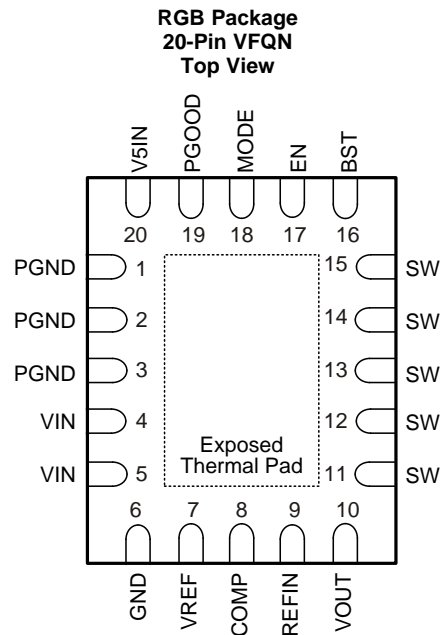 RGB Package
20-Pin VFQN
Top View
V5IN
PGOOD
MODE
EN
BST
20
19
18
17
16
PGND 1
15 SW
PGND 2
14 SW
PGND 3
13 SW
VIN 4
12 SW
VIN 5
11 SW
Exposed
Thermal Pad
6
7
8
9
10
GND
VREF
COMP
REFIN
VOUT